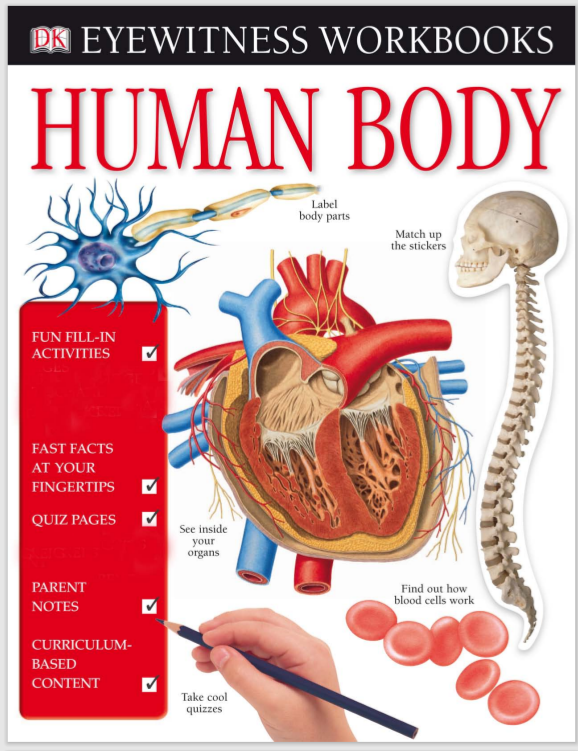 DK EYEWITNESS WORKBOOKS
HUMAN BODY
Label
body parts
Match up
the stickers
FUN FILL-IN
ACTIVITIES
FAST FACTS
AT YOUR
FINGERTIPS
QUIZ PAGES
See inside
your
organs
PARENT
NOTES
Find out how
blood cells work
CURRICULUM-
BASED
CONTENT
Take cool
quizzes